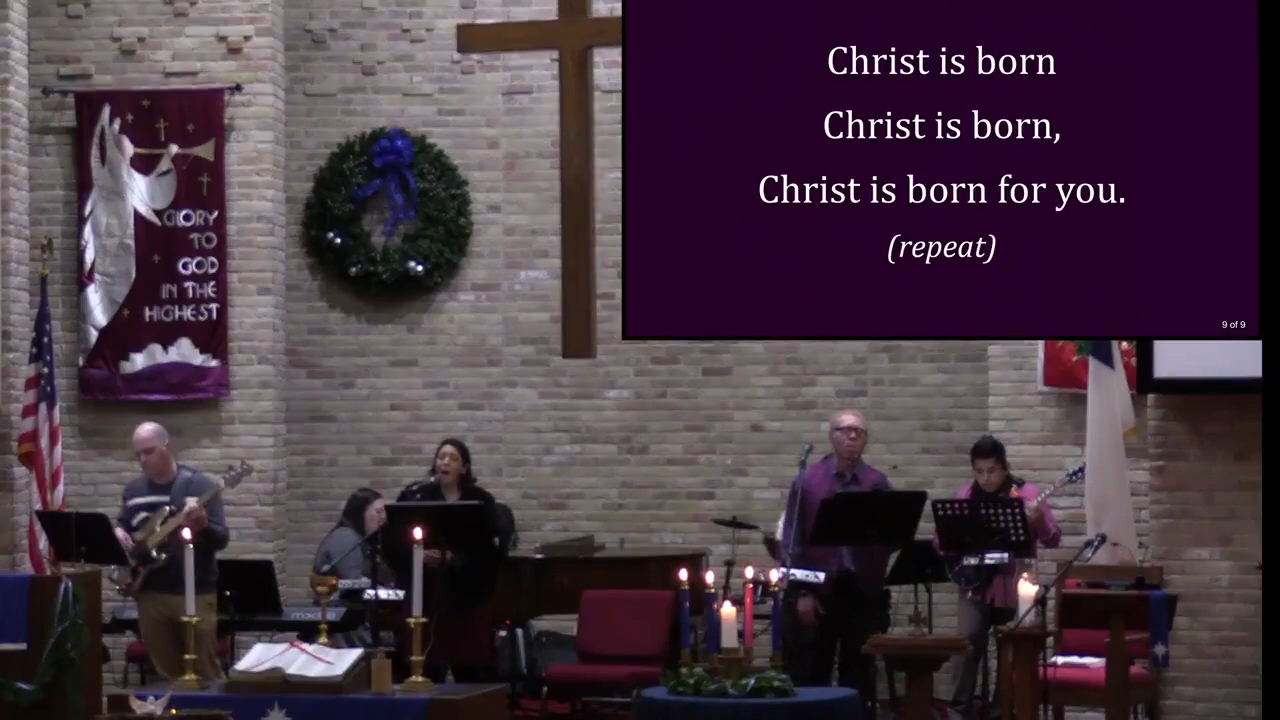 Christ is born
Christ is born,
Christ is born for you.
(repeat)
9 of 9
GLORY
TO
GOD
IN THE
HIGHEST